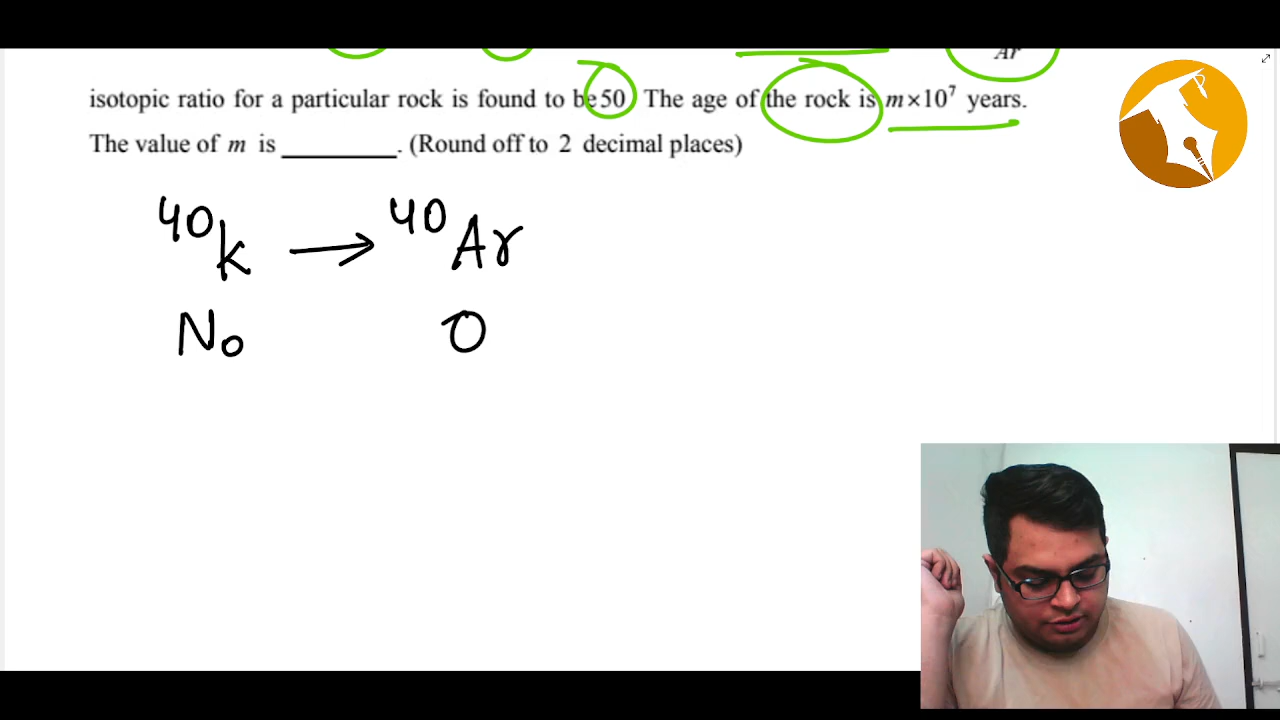 Ar
isotopic ratio for a particular rock is found to be 50 The age of the rock is m×10⁷ years.
The value of m is ________. (Round off to 2 decimal places)
⁴⁰K → ⁴⁰Ar
N₀ 0